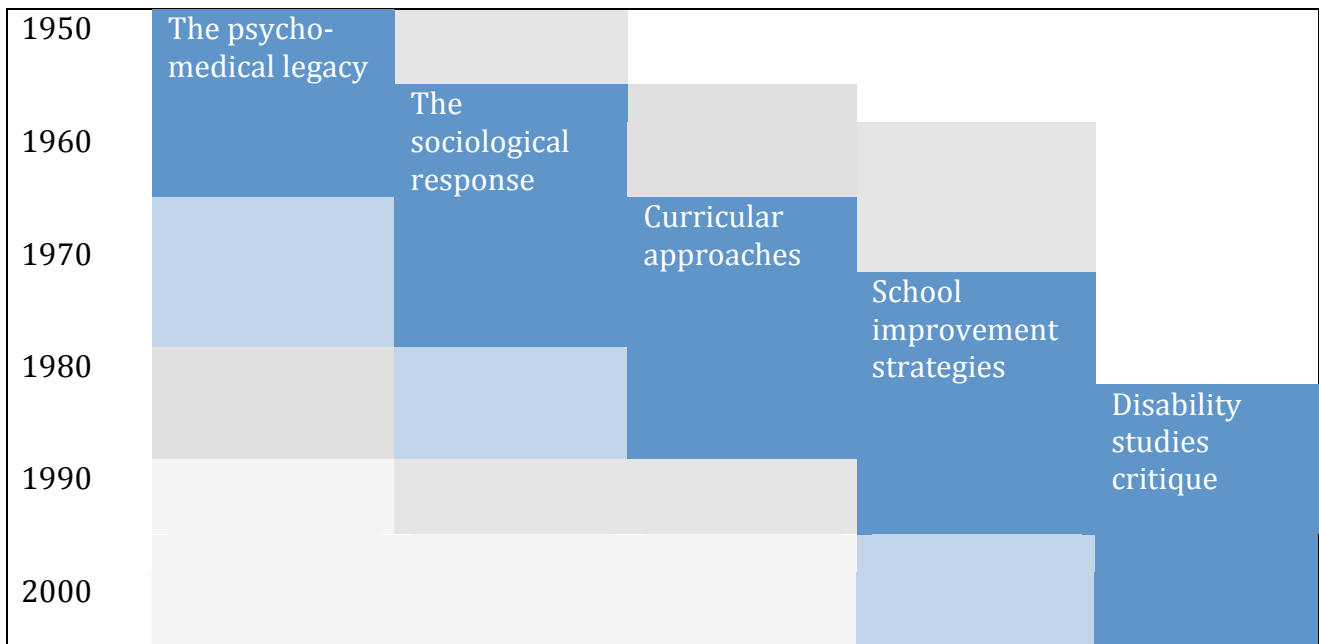 1950
The psycho-
medical legacy
The
sociological
response
1960
Curricular
approaches
1970
School
improvement
strategies
1980
Disability
studies
critique
1990
2000